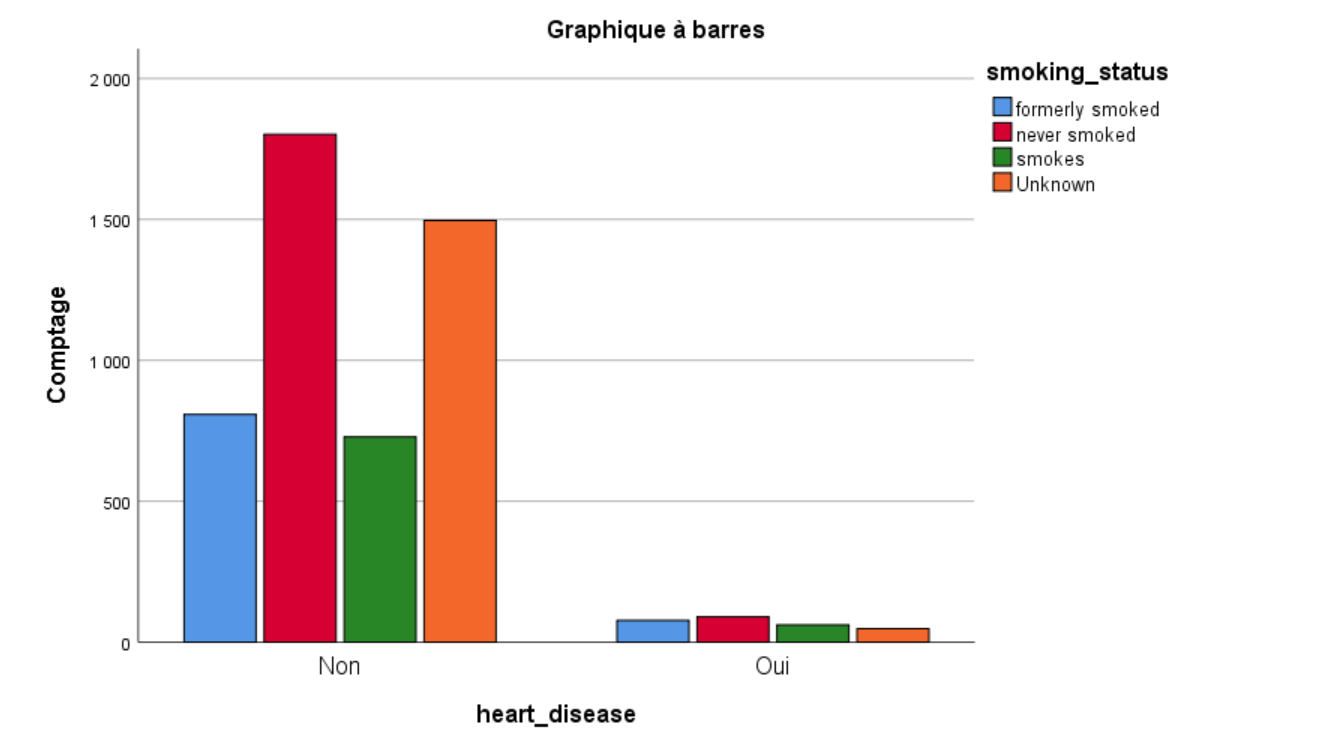 Graphique à barres
smoking_status
formerly smoked
never smoked
smokes
Unknown
Comptage
2 000
1 500
1 000
500
0
Non
Oui
heart_disease